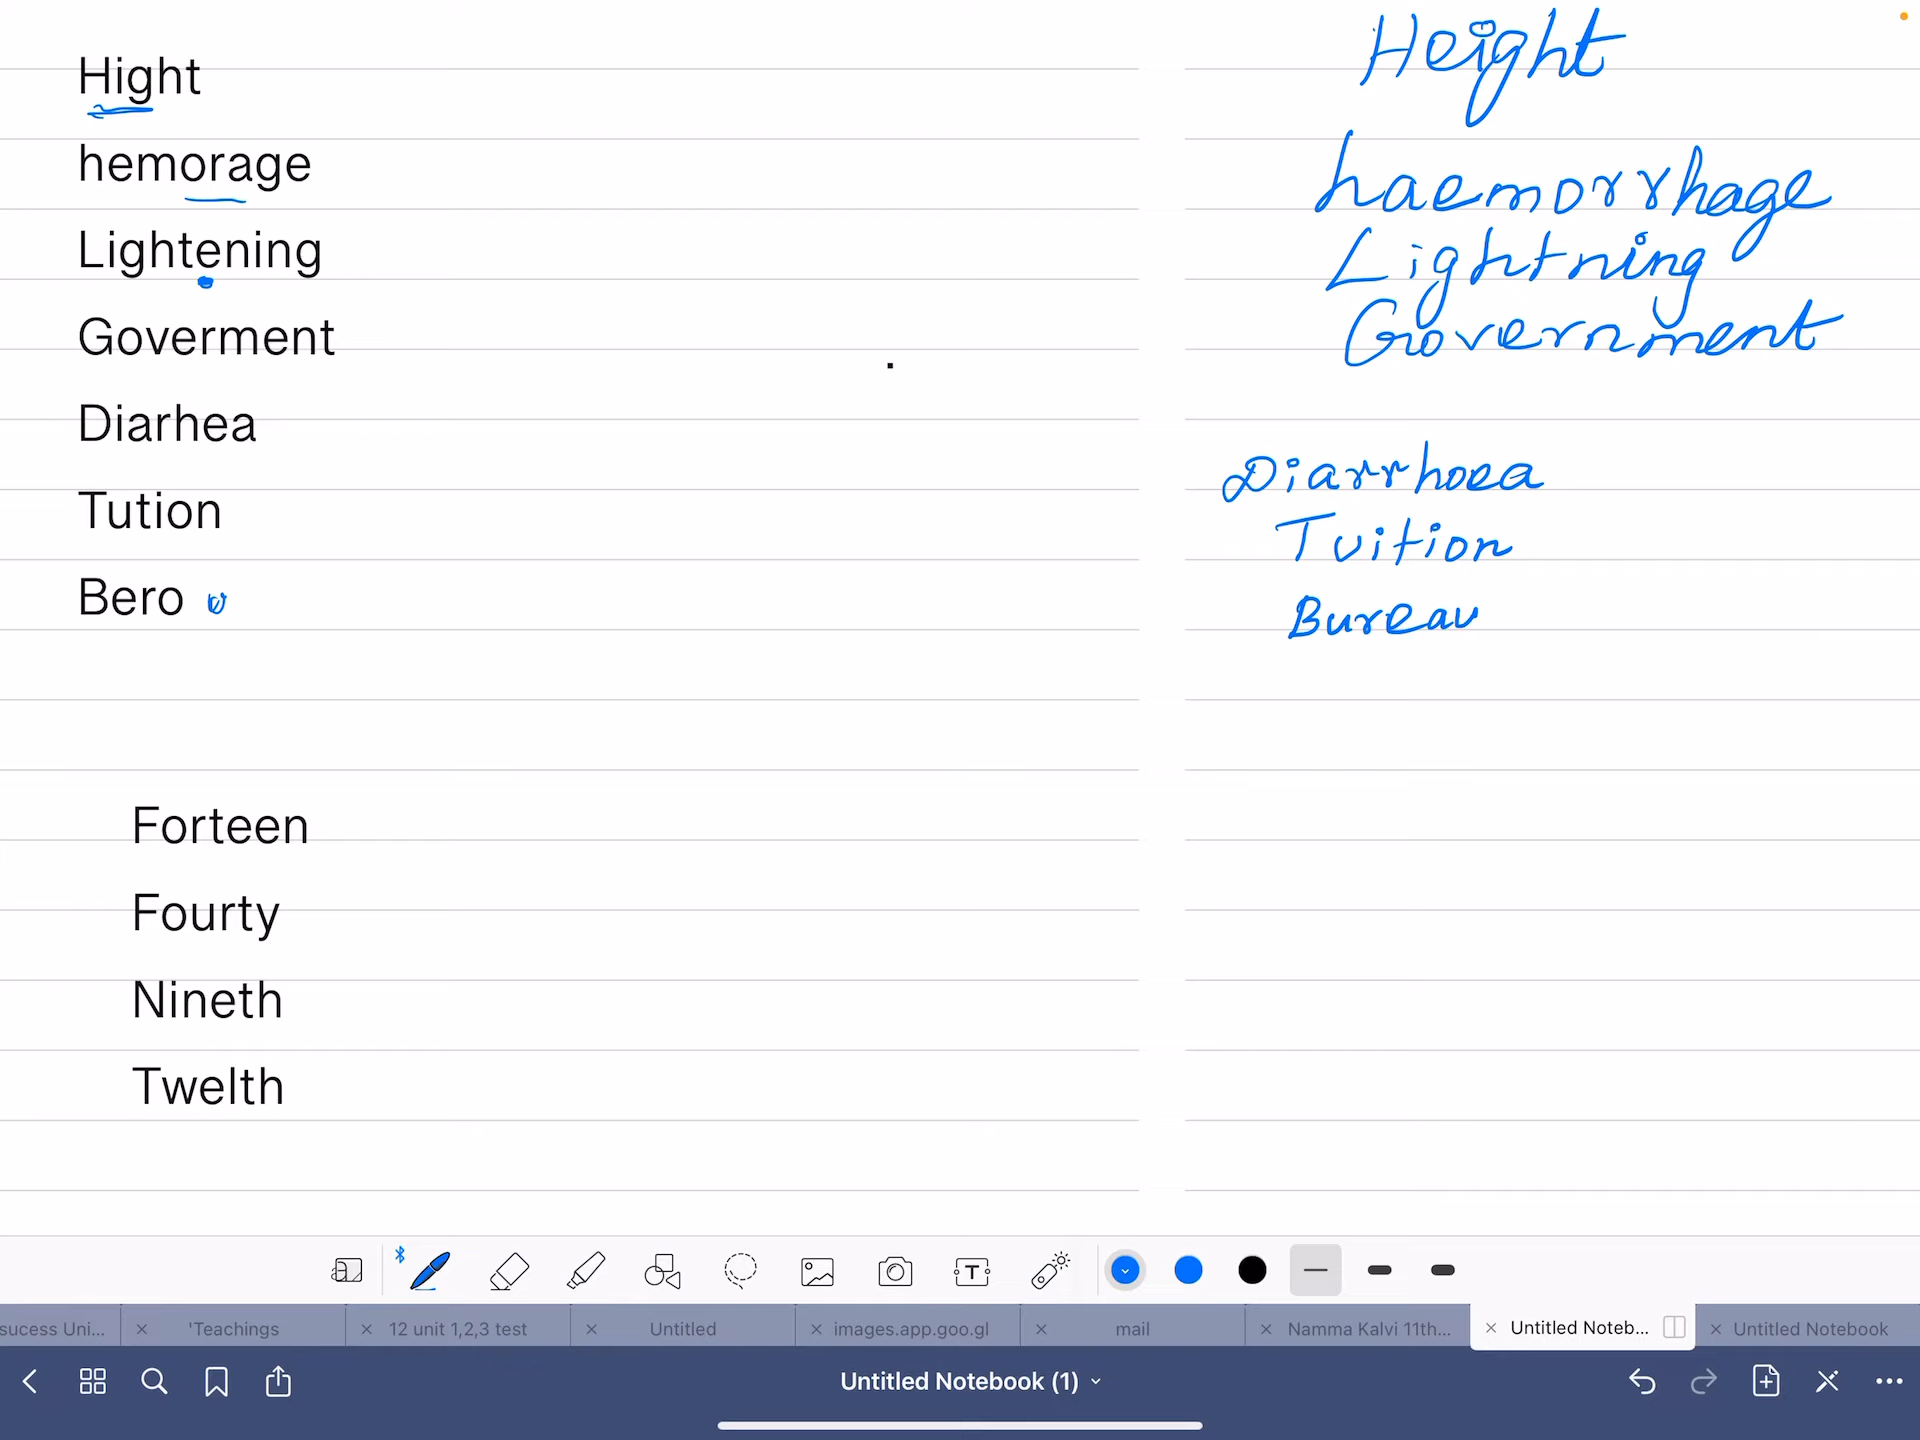 Hight
Height
hemorage
haemorrhage
Lightening
Lightning
Goverment
Government
Diarhea
Diarrhoea
Tution
Tuition
Bero
Bureau
Forteen
Fourty
Nineth
Twelth
sucess Uni...
'Teachings
12 unit 1,2,3 test
Untitled
images.app.goo.gl
mail
Namma Kalvi 11th...
Untitled Noteb...
Untitled Notebook
Untitled Notebook (1)